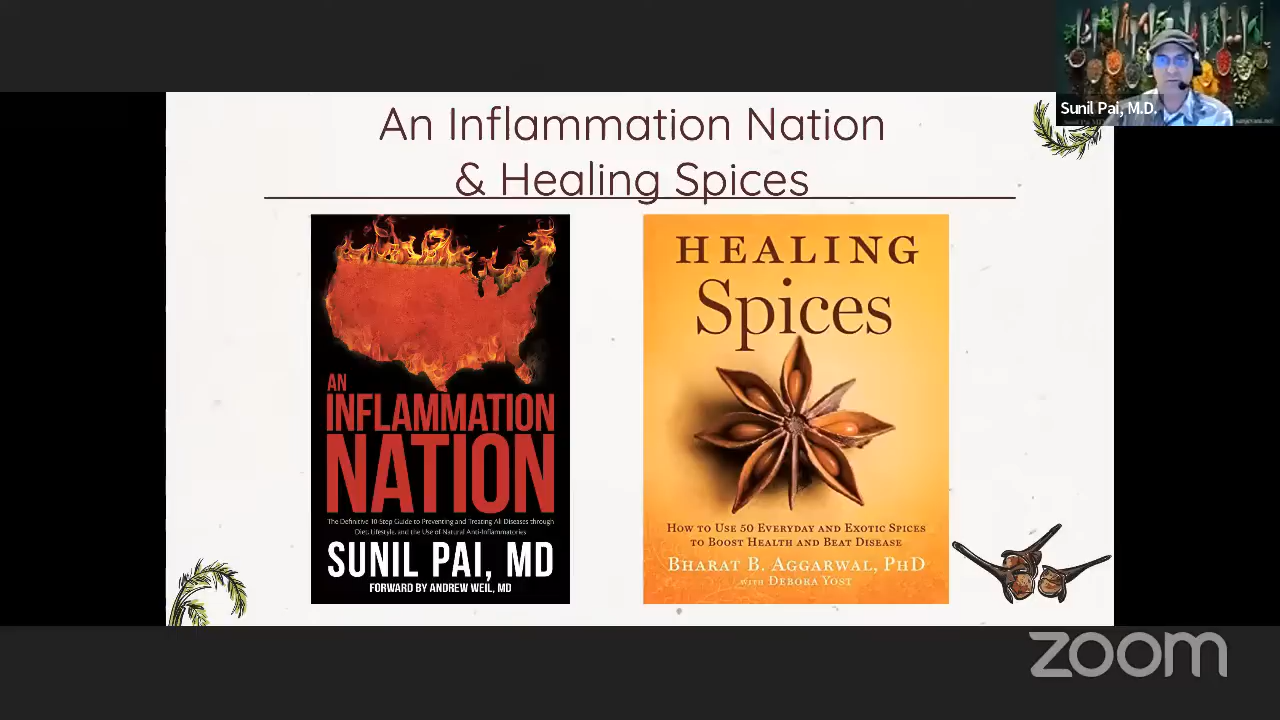 An Inflammation Nation
& Healing Spices
AN
INFLAMMATION
NATION
The Definitive 10-Step Guide to Preventing and Treating All Diseases through
Diet, Lifestyle, and the Use of Natural Anti-Inflammatories
SUNIL PAI, MD
FORWARD BY ANDREW WEIL, MD
HEALING
Spices
HOW TO USE 50 EVERYDAY AND EXOTIC SPICES
TO BOOST HEALTH AND BEAT DISEASE
BHARAT B. AGGARWAL, PHD
WITH DEBORA YOST
Sunil Pai, M.D.
zoom